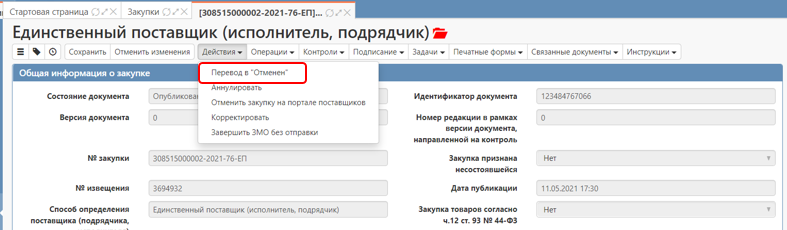 Стартовая страница Закупки [308515000002-2021-76-ЕП]...
Единственный поставщик (исполнитель, подрядчик)
Сохранить Отменить изменения Действия Операции Контроли Подписание Задачи Печатные формы Связанные документы Инструкции
Общая информация о закупке
Перевод в "Отменен"
Аннулировать
Отменить закупку на портале поставщиков
Корректировать
Завершить ЗМО без отправки
Состояние документа Опубликован
Идентификатор документа 123484767066
Версия документа 0
Номер редакции в рамках
версии документа,
направленной на контроль
0
№ закупки 308515000002-2021-76-ЕП
Закупка признана
несостоявшейся
Нет
№ извещения 3694932
Дата публикации 11.05.2021 17:30
Способ определения
поставщика (подрядчика,
Единственный поставщик (исполнитель, подрядчик)
Закупка товаров согласно
ч.12 ст. 93 № 44-ФЗ
Нет